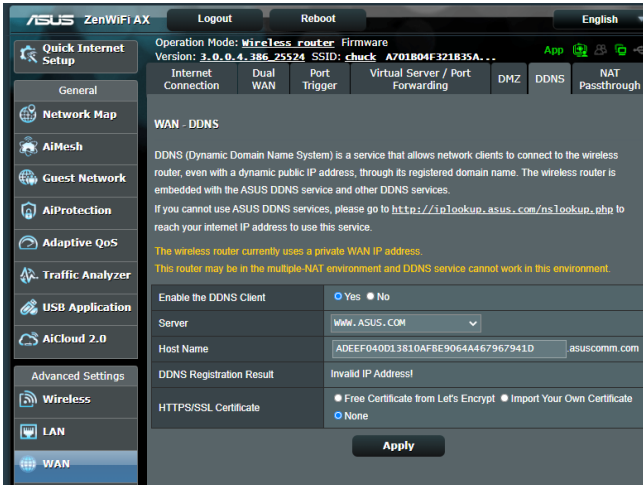 ASUS ZenWiFi AX Logout Reboot English
Quick Internet Setup
General
Network Map
AiMesh
Guest Network
AiProtection
Adaptive QoS
Traffic Analyzer
USB Application
AiCloud 2.0
Advanced Settings
Wireless
LAN
WAN
Operation Mode: Wireless router Firmware
Version: 3.0.0.4.386_25524 SSID: chuck A701B04F321B35A...
App
Internet Connection
Dual WAN
Port Trigger
Virtual Server / Port Forwarding
DMZ
DDNS
NAT Passthrough
WAN - DDNS
DDNS (Dynamic Domain Name System) is a service that allows network clients to connect to the wireless
router, even with a dynamic public IP address, through its registered domain name. The wireless router is
embedded with the ASUS DDNS service and other DDNS services.
If you cannot use ASUS DDNS services, please go to http://iplookup.asus.com/nslookup.php to
reach your internet IP address to use this service.
The wireless router currently uses a private WAN IP address.
This router may be in the multiple-NAT environment and DDNS service cannot work in this environment.
Enable the DDNS Client Yes No
Server WWW.ASUS.COM
Host Name ADEEF040D13810AFBE9064A467967941D .asuscomm.com
DDNS Registration Result Invalid IP Address!
HTTPS/SSL Certificate Free Certificate from Let's Encrypt Import Your Own Certificate
None
Apply